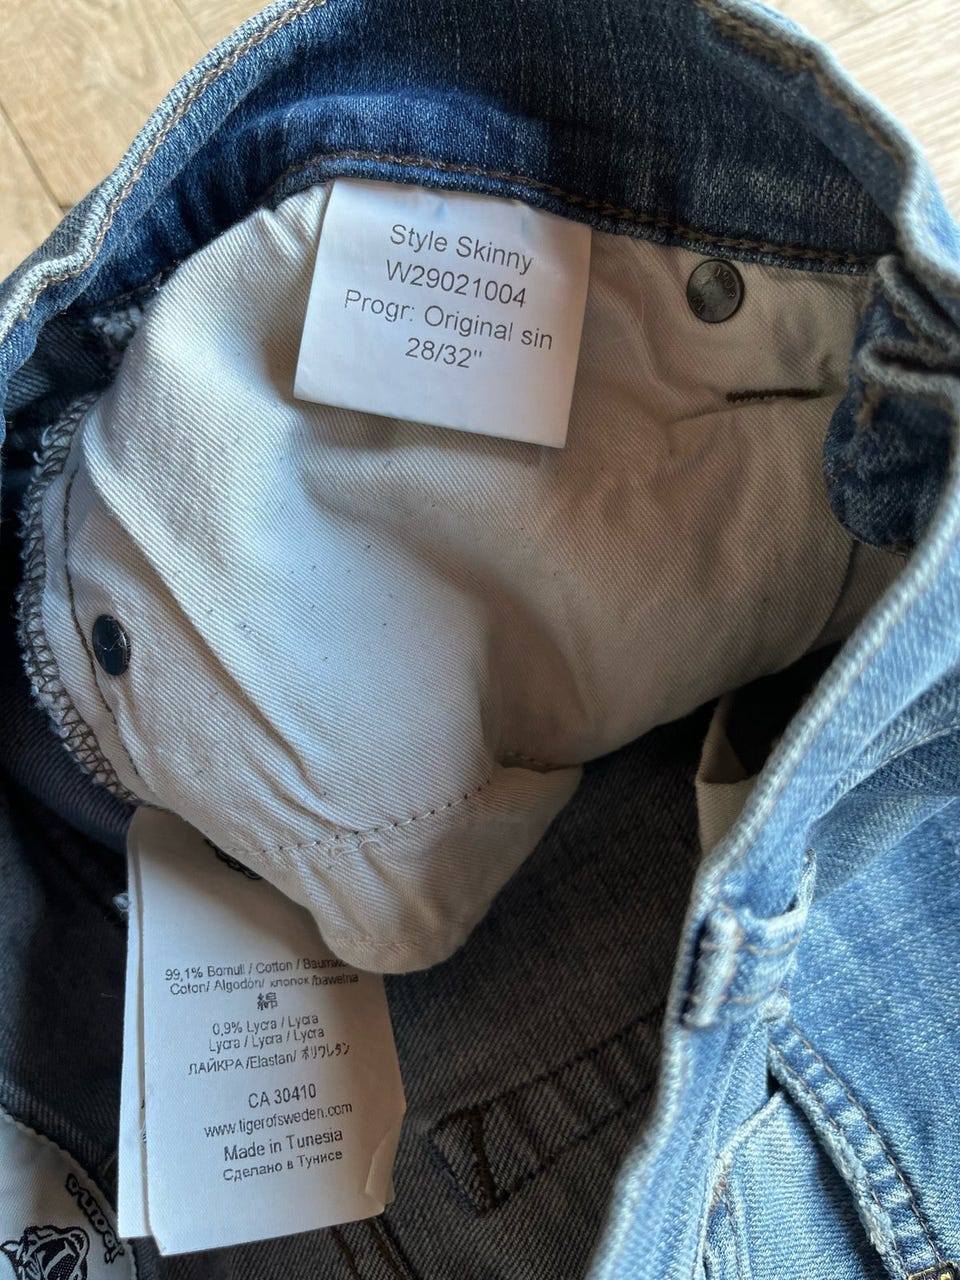 Style Skinny
W29021004
Progr: Original sin
28/32"
99,1% Bomull / Cotton /
Coton/ Algodón/ хлопок /bawełna
綿
0,9% Lycra / Lycra
Lycra / Lycra / Lycra
ЛАЙКРА /Elastan/ ポリウレタン
CA 30410
www.tigerofsweden.com
Made in Tunesia
Сделано в Тунисе